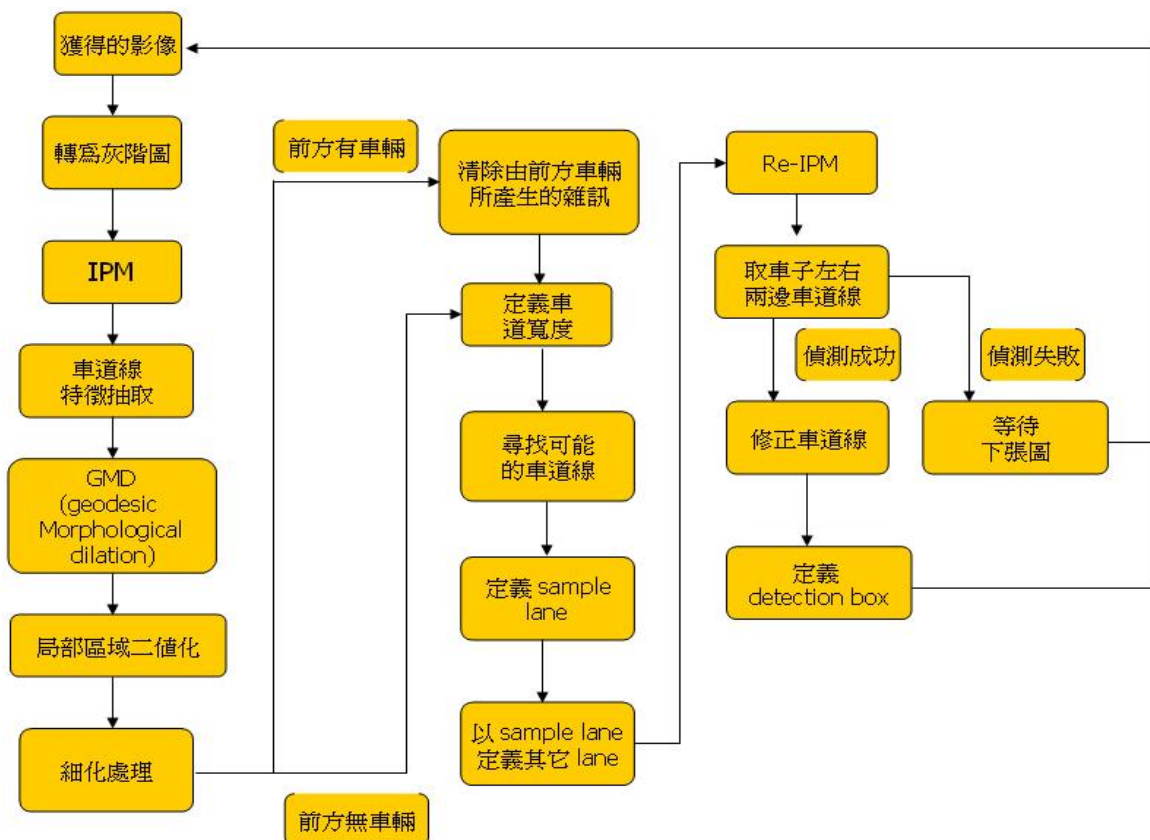 獲得的影像
轉為灰階圖
IPM
車道線
特徵抽取
GMD
(geodesic
Morphological
dilation)
局部區域二值化
細化處理
前方有車輛
前方無車輛
清除由前方車輛
所產生的雜訊
定義車
道寬度
尋找可能
的車道線
定義 sample
lane
以 sample lane
定義其它 lane
Re-IPM
取車子左右
兩邊車道線
偵測成功
偵測失敗
修正車道線
等待
下張圖
定義
detection box